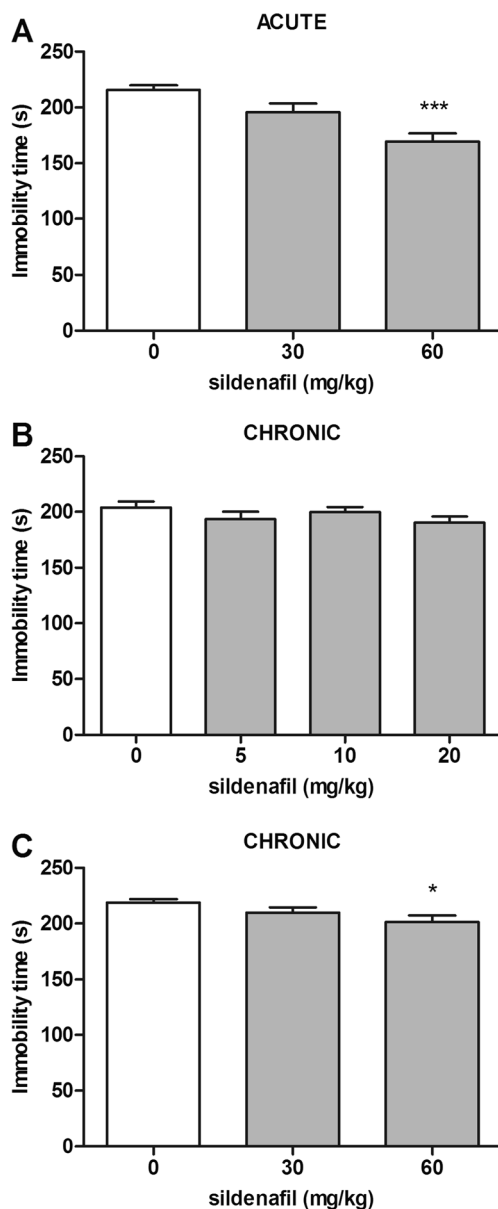 A
ACUTE
Immobility time (s)
250
200
150
100
50
0
***
0 30 60
sildenafil (mg/kg)
B
CHRONIC
Immobility time (s)
250
200
150
100
50
0
0 5 10 20
sildenafil (mg/kg)
C
CHRONIC
Immobility time (s)
250
200
150
100
50
0
*
0 30 60
sildenafil (mg/kg)